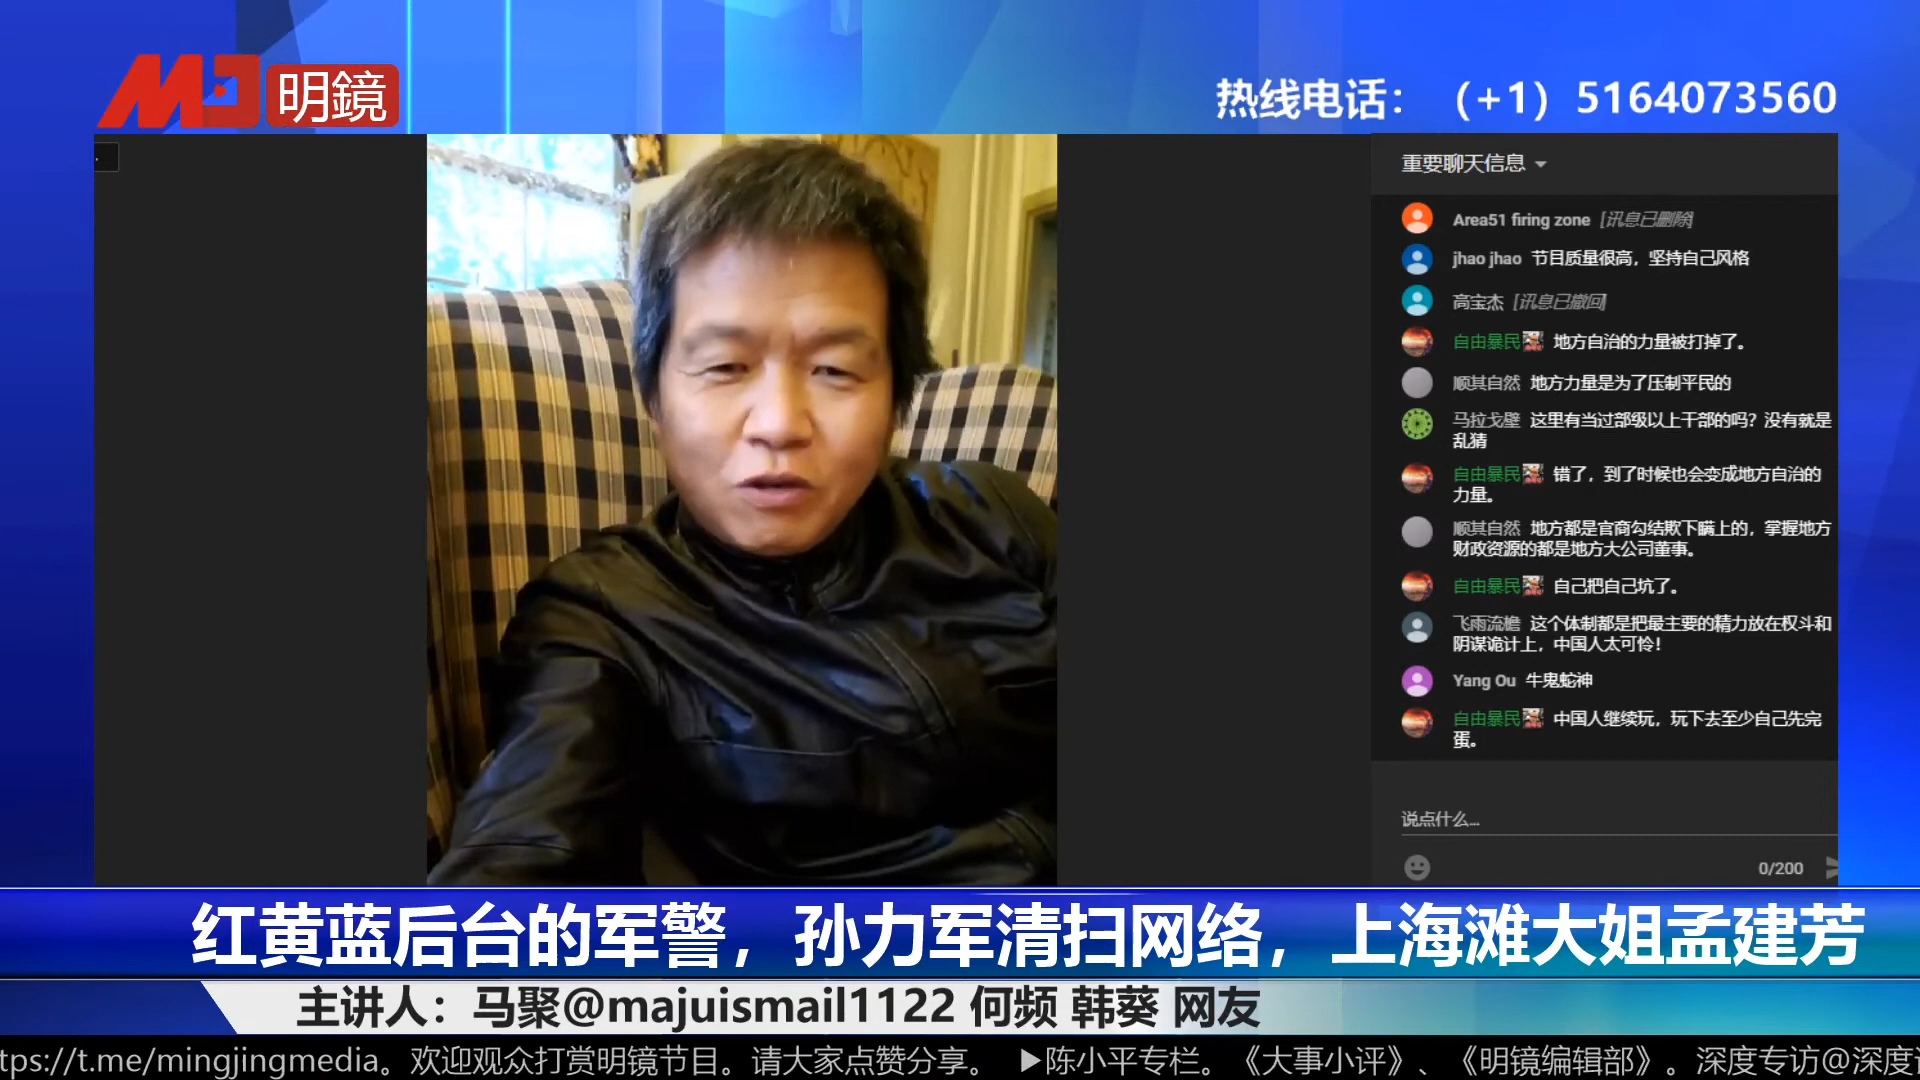 明鏡
热线电话：（+1）5164073560
重要聊天信息
Area51 firing zone [讯息已删除]
jhao jhao 节目质量很高，坚持自己风格
高宝杰 [讯息已撤回]
自由暴民 地方自治的力量被打掉了。
顺其自然 地方力量是为了压制平民的
马拉戈壁 这里有当过部级以上干部的吗？没有就是
乱猜
自由暴民 错了，到了时候也会变成地方自治的
力量。
顺其自然 地方都是官商勾结欺下瞒上的，掌握地方
财政资源的都是地方大公司董事。
自由暴民 自己把自己坑了。
飞雨流檐 这个体制都是把最主要的精力放在权斗和
阴谋诡计上，中国人太可怜！
Yang Ou 牛鬼蛇神
自由暴民 中国人继续玩，玩下去至少自己先完
蛋。
说点什么...
0/200
红黄蓝后台的军警，孙力军清扫网络，上海滩大姐孟建芳
主讲人：马聚@majuismail1122 何频 韩葵 网友
tps://t.me/mingjingmedia。欢迎观众打赏明镜节目。请大家点赞分享。 ▶陈小平专栏。《大事小评》、《明镜编辑部》。深度专访@深度